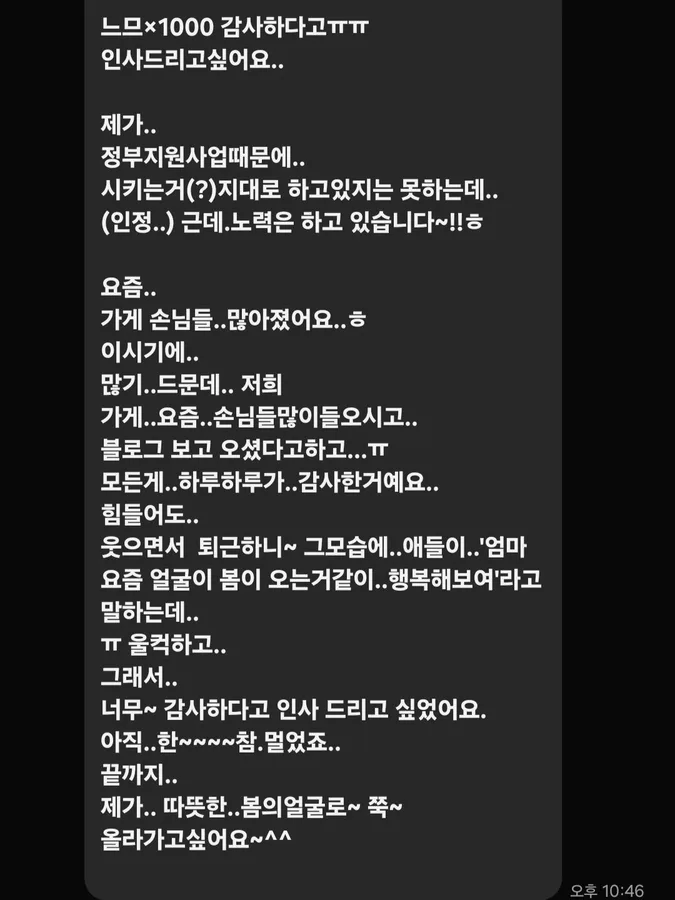 느므×1000 감사하다고ㅠㅠ
인사드리고싶어요..
제가..
정부지원사업때문에..
시키는거(?)지대로 하고있지는 못하는데..
(인정..) 근데.노력은 하고 있습니다~!!ㅎ
요즘..
가게 손님들..많아졌어요..ㅎ
이시기에..
많기..드문데.. 저희
가게..요즘..손님들많이들오시고..
블로그 보고 오셨다고하고...ㅠ
모든게..하루하루가..감사한거예요..
힘들어도..
웃으면서  퇴근하니~ 그모습에..애들이..'엄마
요즘 얼굴이 봄이 오는거같이..행복해보여'라고
말하는데..
ㅠ 울컥하고..
그래서..
너무~ 감사하다고 인사 드리고 싶었어요.
아직..한~~~~참.멀었죠..
끝까지..
제가.. 따뜻한..봄의얼굴로~ 쭉~
올라가고싶어요~^^
오후 10:46